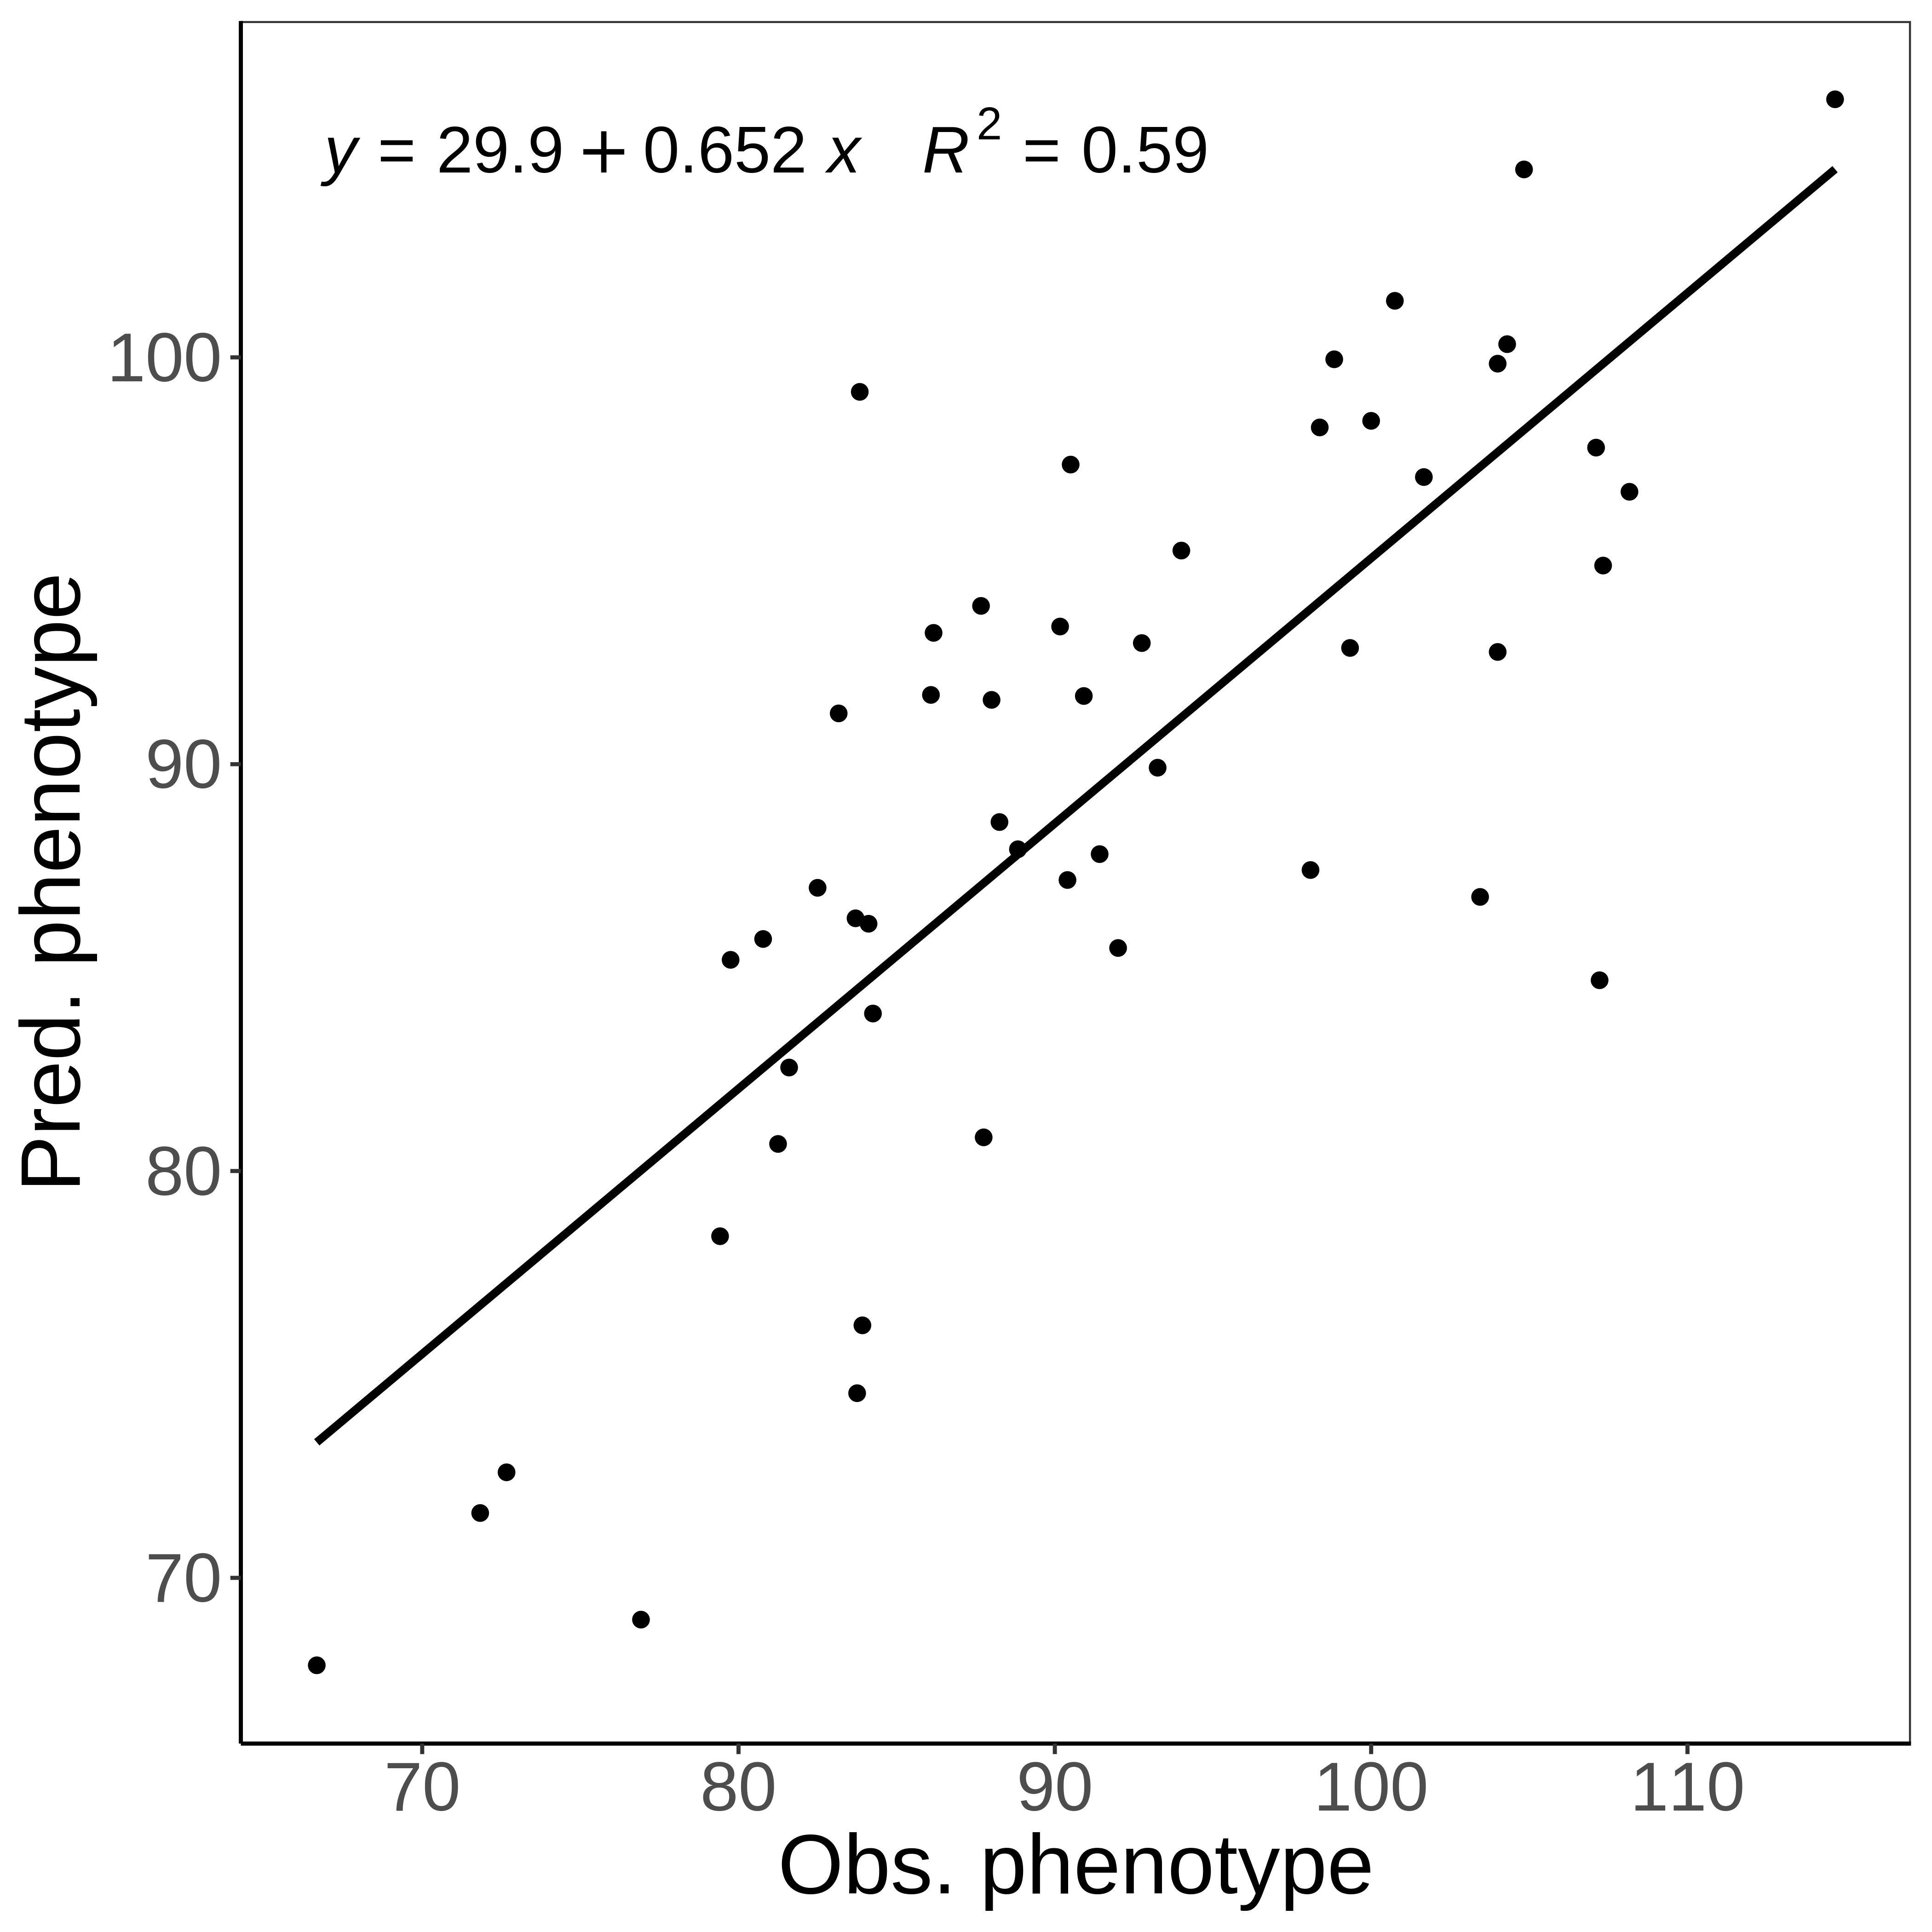 y = 29.9 + 0.652 x R² = 0.59
100
90
80
70
Pred. phenotype
70 80 90 100 110
Obs. phenotype